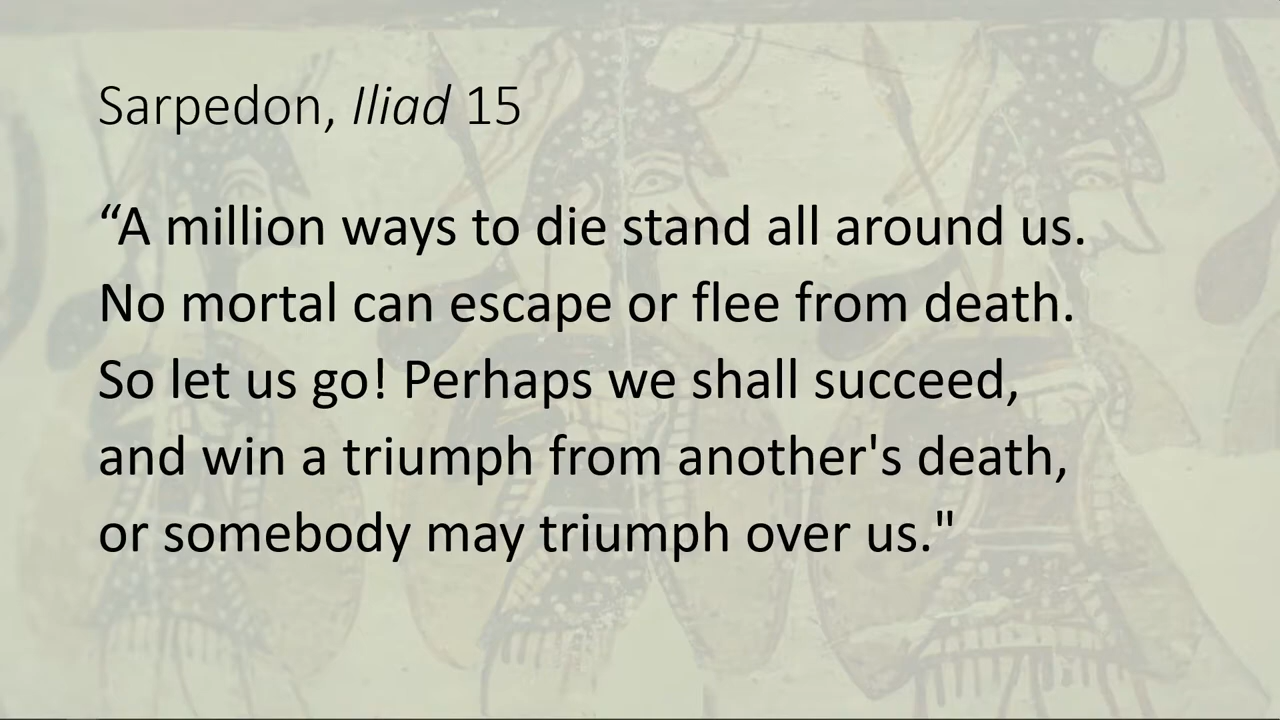 Sarpedon, Iliad 15
“A million ways to die stand all around us.
No mortal can escape or flee from death.
So let us go! Perhaps we shall succeed,
and win a triumph from another's death,
or somebody may triumph over us."